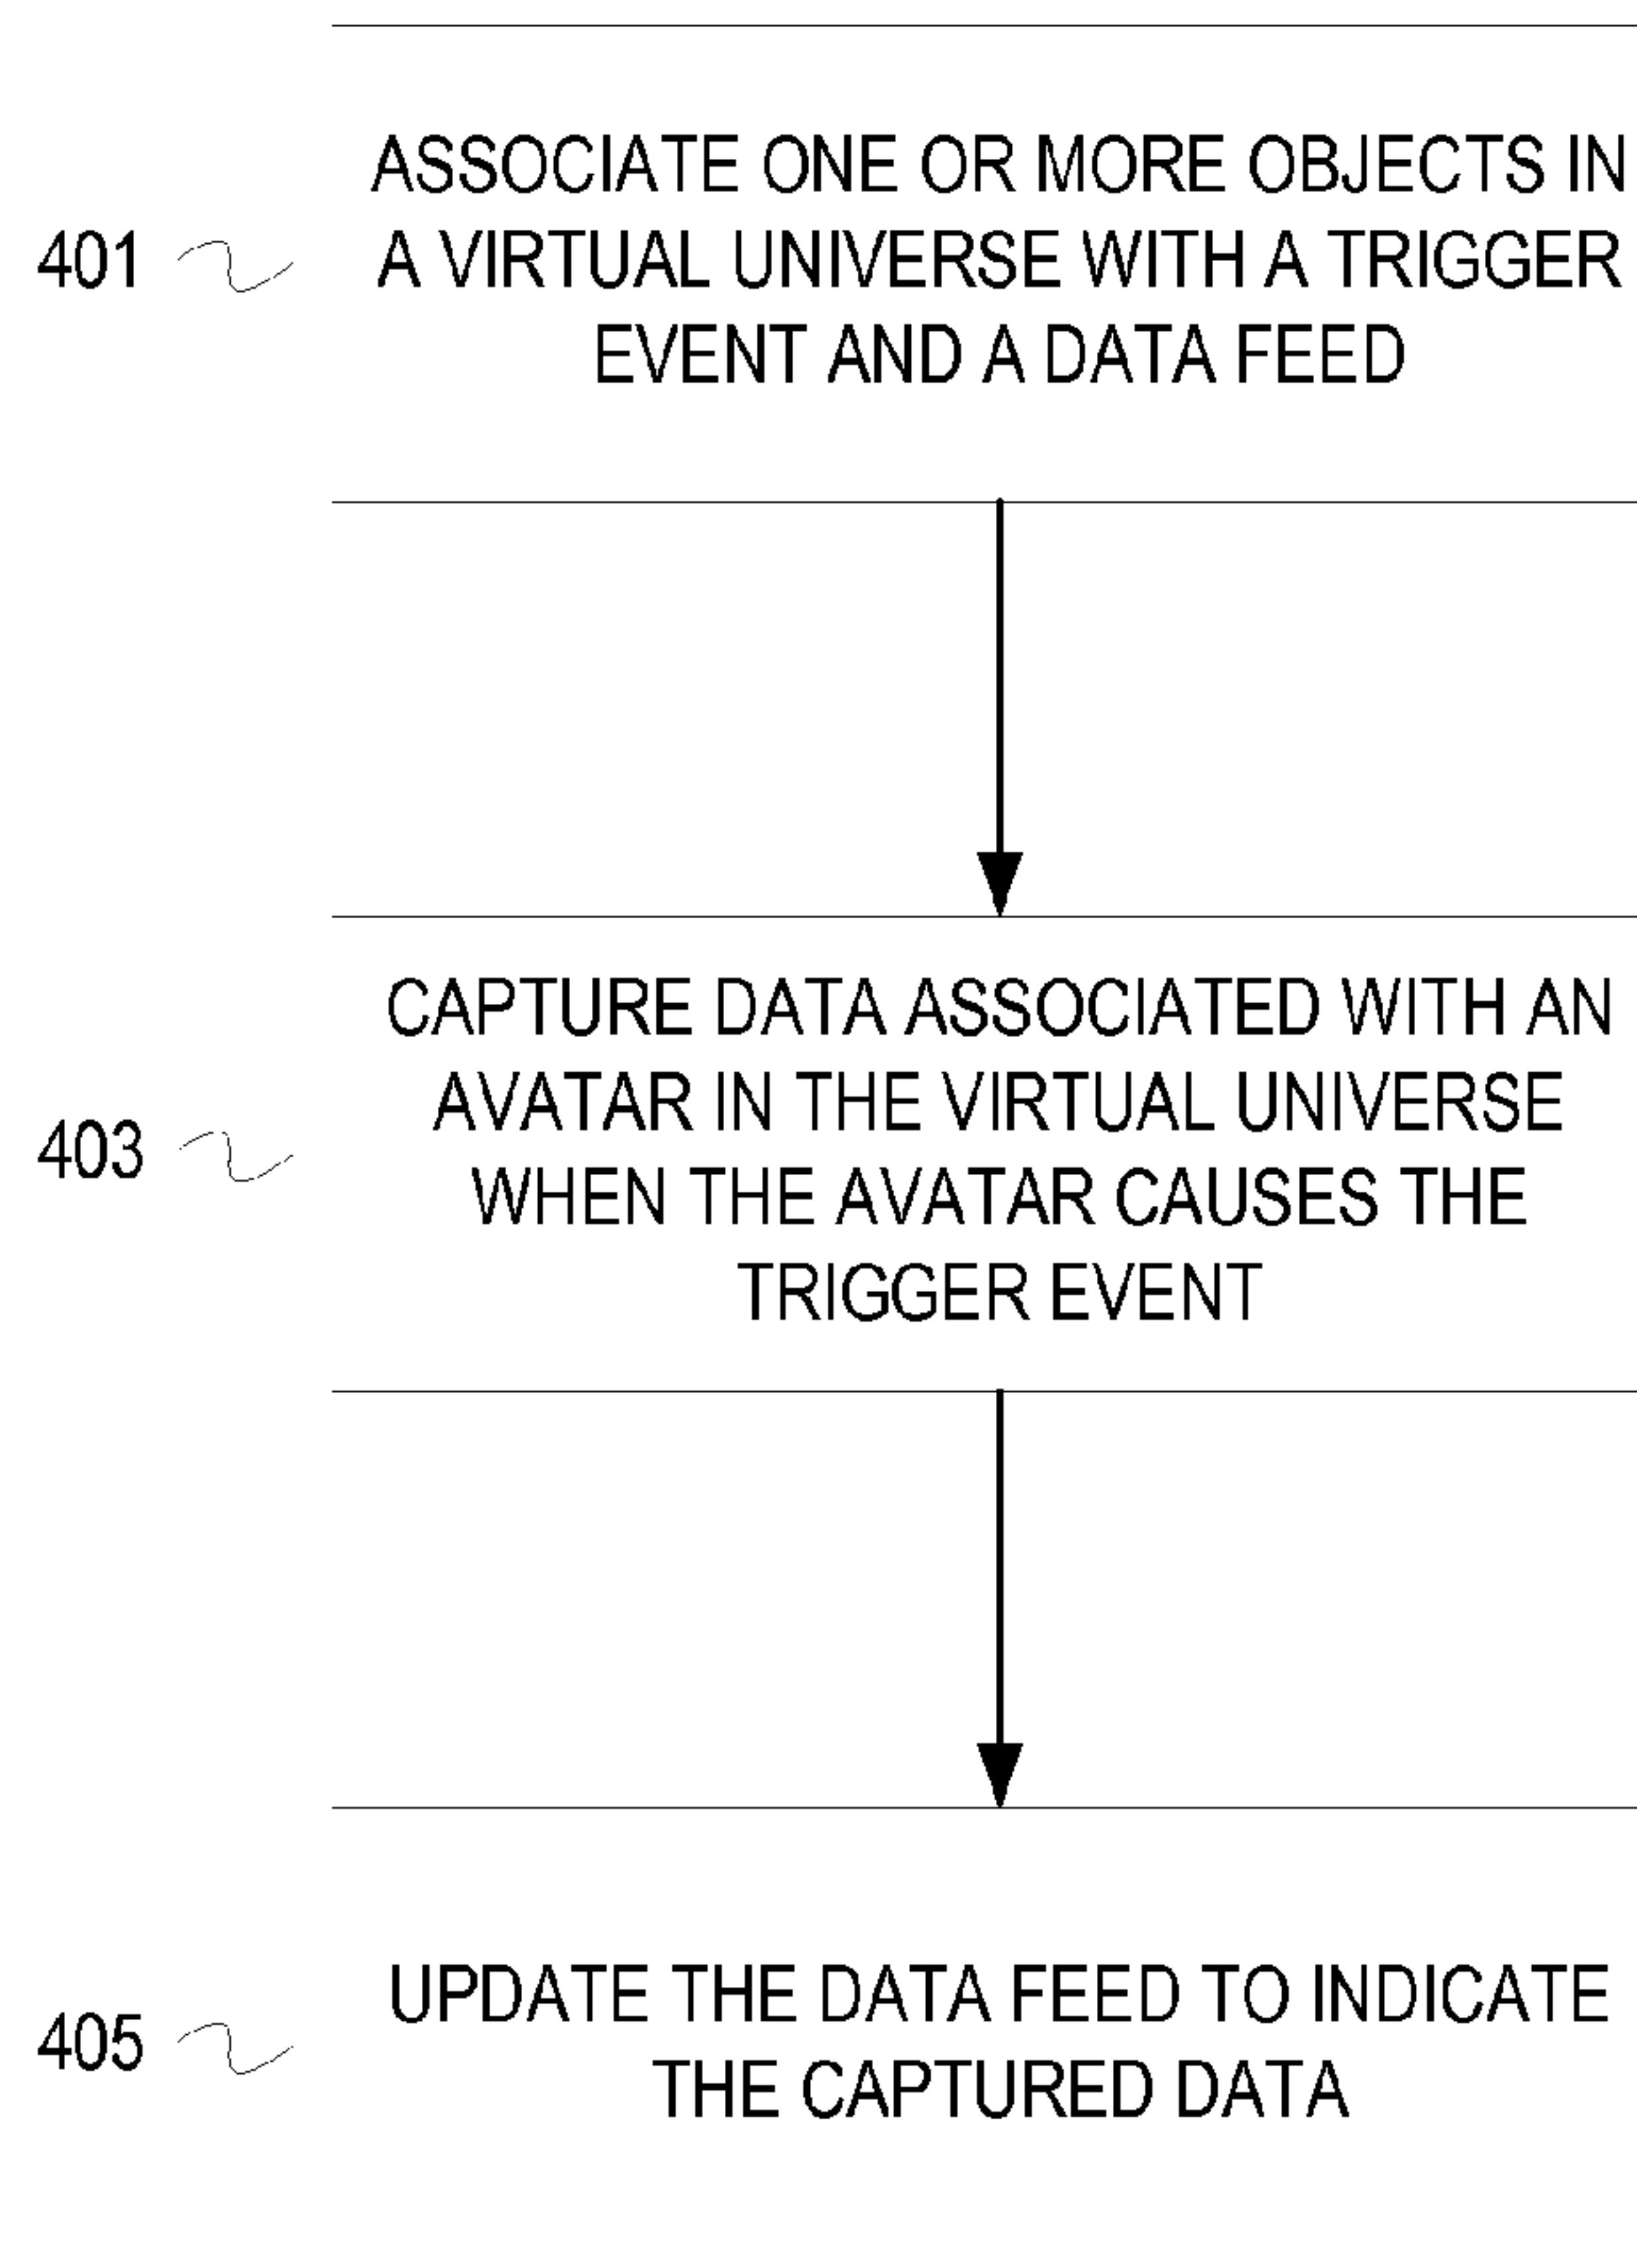 ASSOCIATE ONE OR MORE OBJECTS IN
401 A VIRTUAL UNIVERSE WITH A TRIGGER
EVENT AND A DATA FEED
CAPTURE DATA ASSOCIATED WITH AN
AVATAR IN THE VIRTUAL UNIVERSE
403
WHEN THE AVATAR CAUSES THE
TRIGGER EVENT
UPDATE THE DATA FEED TO INDICATE
405
THE CAPTURED DATA